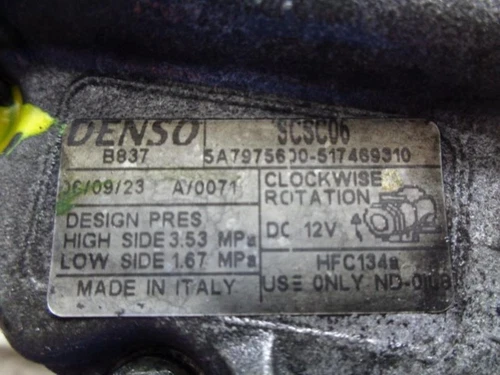 DENSO SCSC06
B837 5A7975600-517469310
06/09/23 A/0071
CLOCKWISE
ROTATION
DESIGN PRES
HIGH SIDE 3.53 MPa
LOW SIDE 1.67 MPa
DC 12V
HFC134a
MADE IN ITALY
USE ONLY ND-OIL8